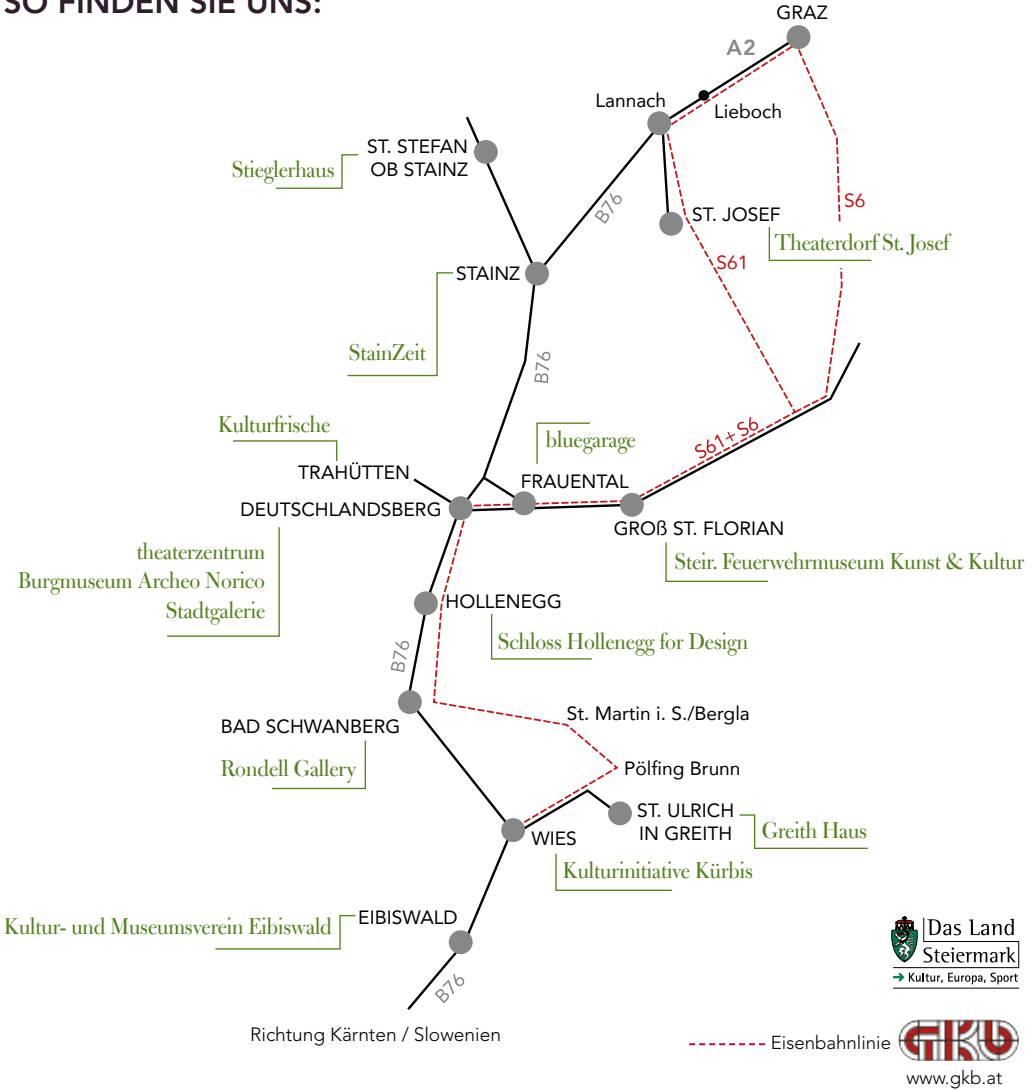 SO FINDEN SIE UNS:
GRAZ
A2
Lannach
Lieboch
ST. STEFAN
OB STAINZ
Stieglerhaus
B76
ST. JOSEF
S6
Theaterdorf St. Josef
S61
STAINZ
StainZeit
B76
Kulturfrische
bluegarage
S61+ S6
TRAHÜTTEN
FRAUENTAL
DEUTSCHLANDSBERG
GROß ST. FLORIAN
theaterzentrum
Burgmuseum Archeo Norico
Stadtgalerie
Steir. Feuerwehrmuseum Kunst & Kultur
HOLLENEGG
Schloss Hollenegg for Design
B76
BAD SCHWANBERG
St. Martin i. S./Bergla
Rondell Gallery
Pölfing Brunn
ST. ULRICH
IN GREITH
Greith Haus
WIES
Kulturinitiative Kürbis
EIBISWALD
Kultur- und Museumsverein Eibiswald
B76
Das Land
Steiermark
→ Kultur, Europa, Sport
Richtung Kärnten / Slowenien
Eisenbahnlinie
GKB
www.gkb.at